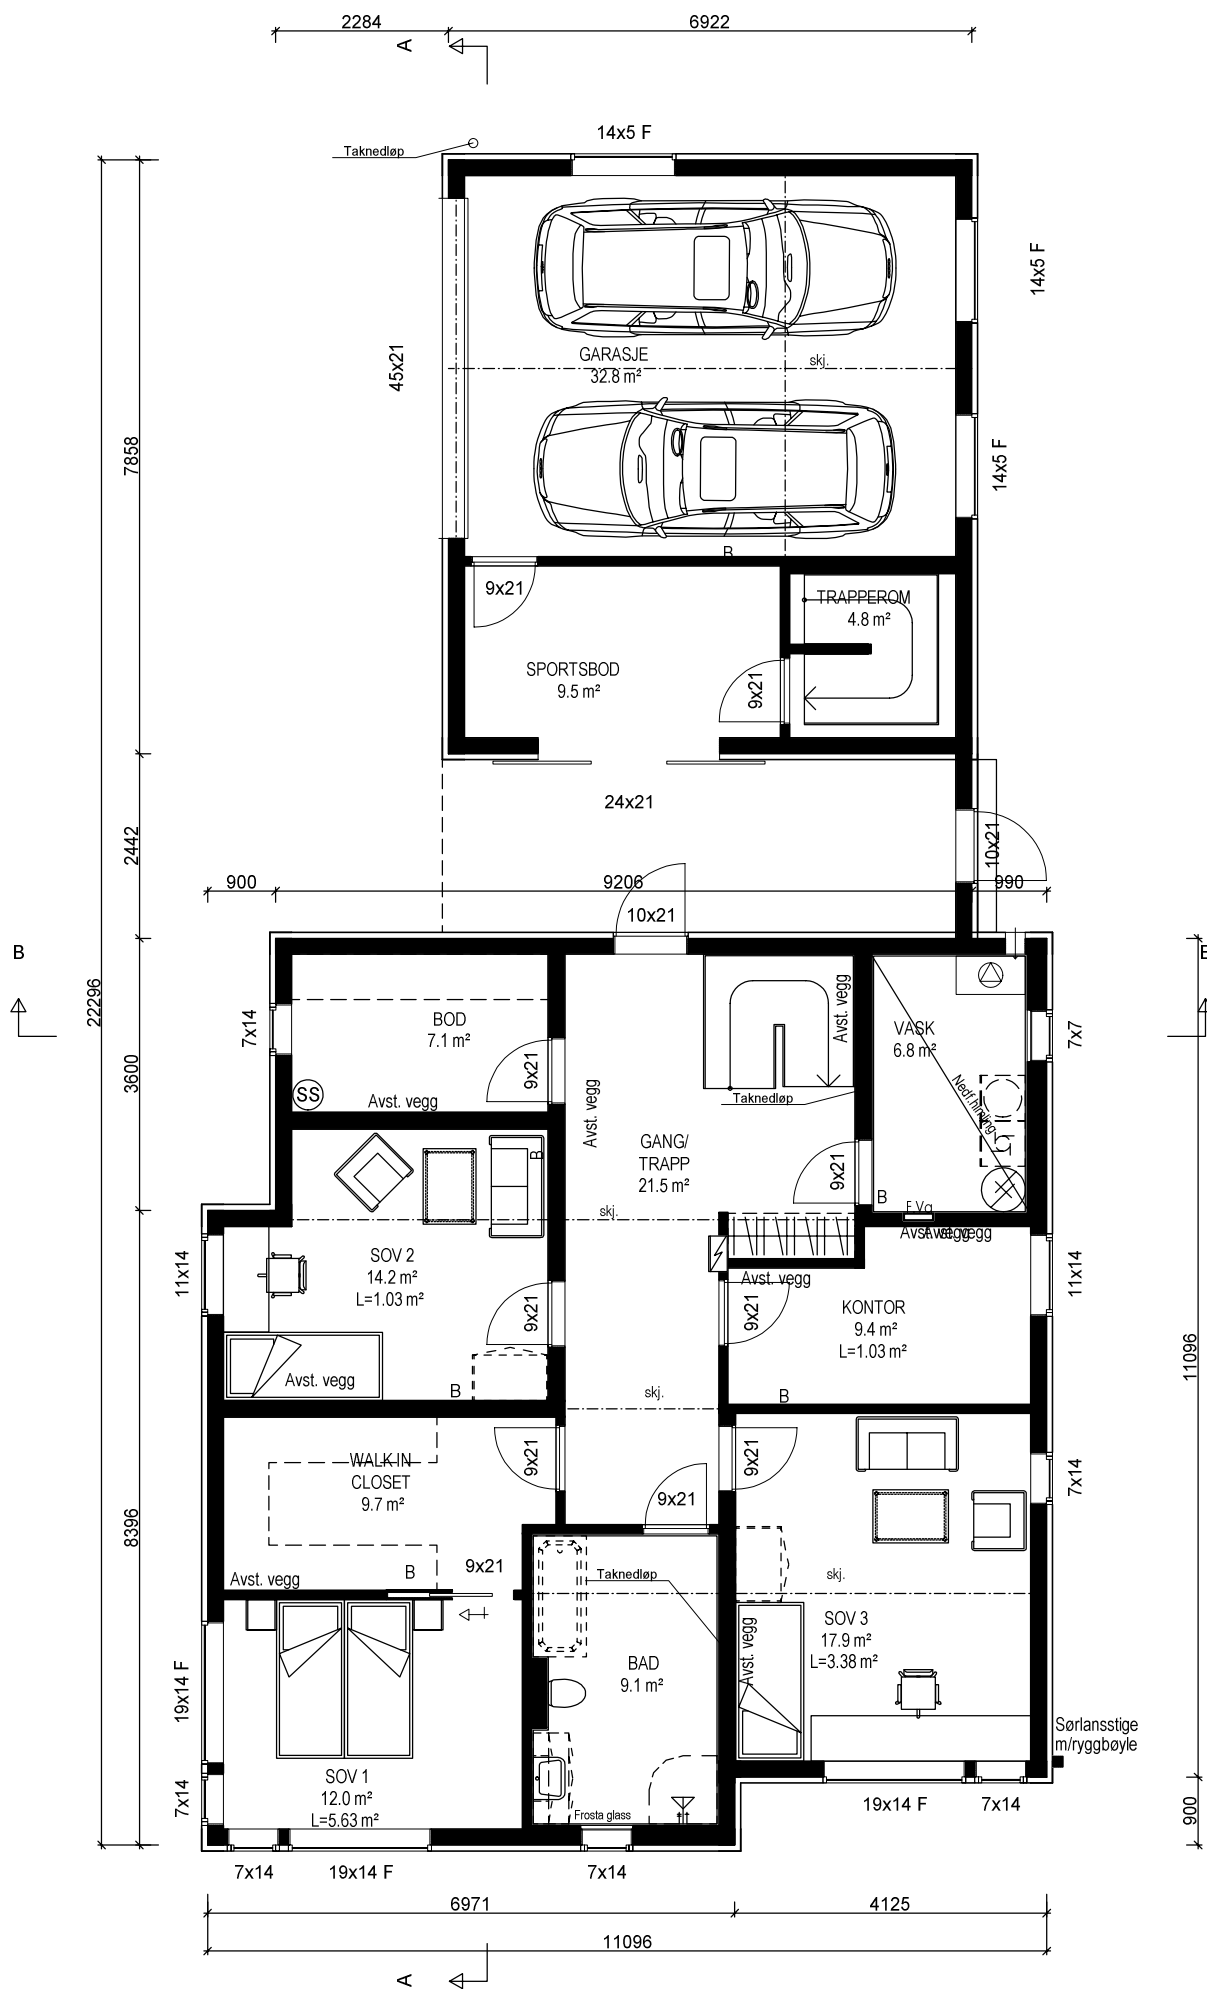 2284
6922
A
14x5 F
Taknedløp
14x5 F
45x21
GARASJE
32.8 m²
skj.
7858
14x5 F
B
9x21
TRAPPEROM
4.8 m²
SPORTSBOD
9.5 m²
9x21
24x21
2442
10x21
900
9206
990
10x21
B
B
22296
7x14
BOD
7.1 m²
Avst. vegg
VASK
6.8 m²
7x7
3600
9x21
SS
Avst. vegg
Avst. vegg
Taknedløp
Nedf.himling
GANG/
TRAPP
21.5 m²
B
9x21
B
F.Vg
skj.
Avst. vegg
Avst. vegg
11x14
SOV 2
14.2 m²
L=1.03 m²
9x21
Avst. vegg
9x21
KONTOR
9.4 m²
L=1.03 m²
11x14
11096
Avst. vegg
B
skj.
B
WALK-IN
CLOSET
9.7 m²
9x21
9x21
7x14
9x21
8396
Avst. vegg
B
9x21
Taknedløp
skj.
SOV 3
17.9 m²
L=3.38 m²
Avst. vegg
BAD
9.1 m²
19x14 F
Sørlansstige
m/ryggbøyle
7x14
SOV 1
12.0 m²
L=5.63 m²
Frosta glass
19x14 F
7x14
900
7x14
19x14 F
7x14
6971
4125
11096
A